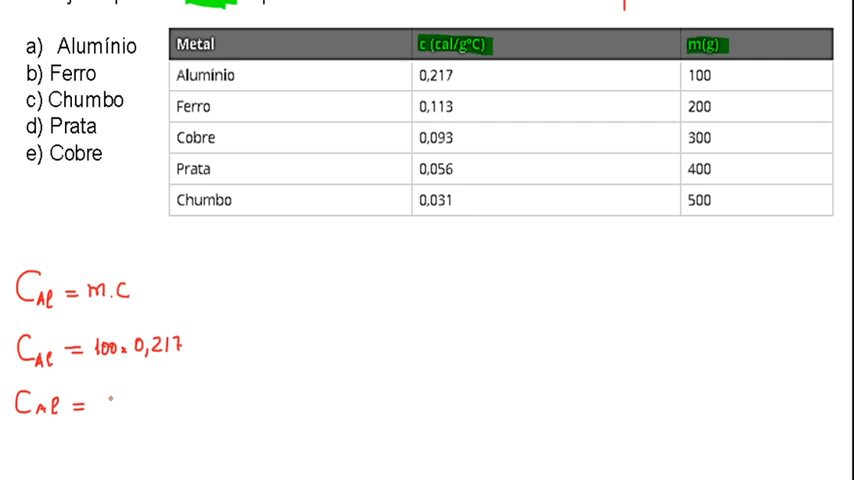 a) Alumínio
b) Ferro
c) Chumbo
d) Prata
e) Cobre
Metal c (cal/gºC) m(g)
Alumínio 0,217 100
Ferro 0,113 200
Cobre 0,093 300
Prata 0,056 400
Chumbo 0,031 500
CAl = m.c
CAl = 100 × 0,217
CAl =